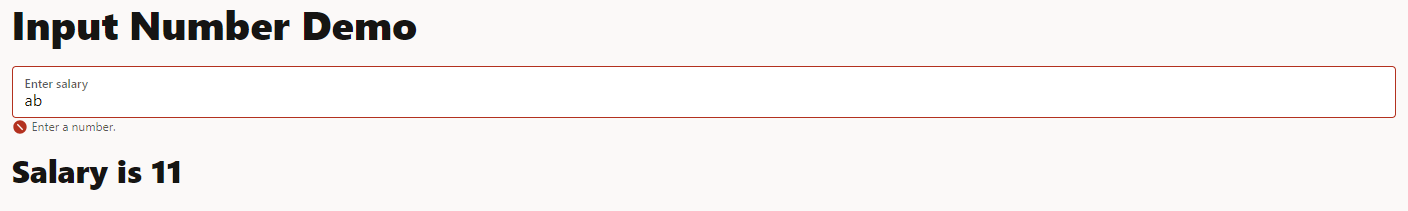 Input Number Demo
Enter salary
ab
Enter a number.
Salary is 11